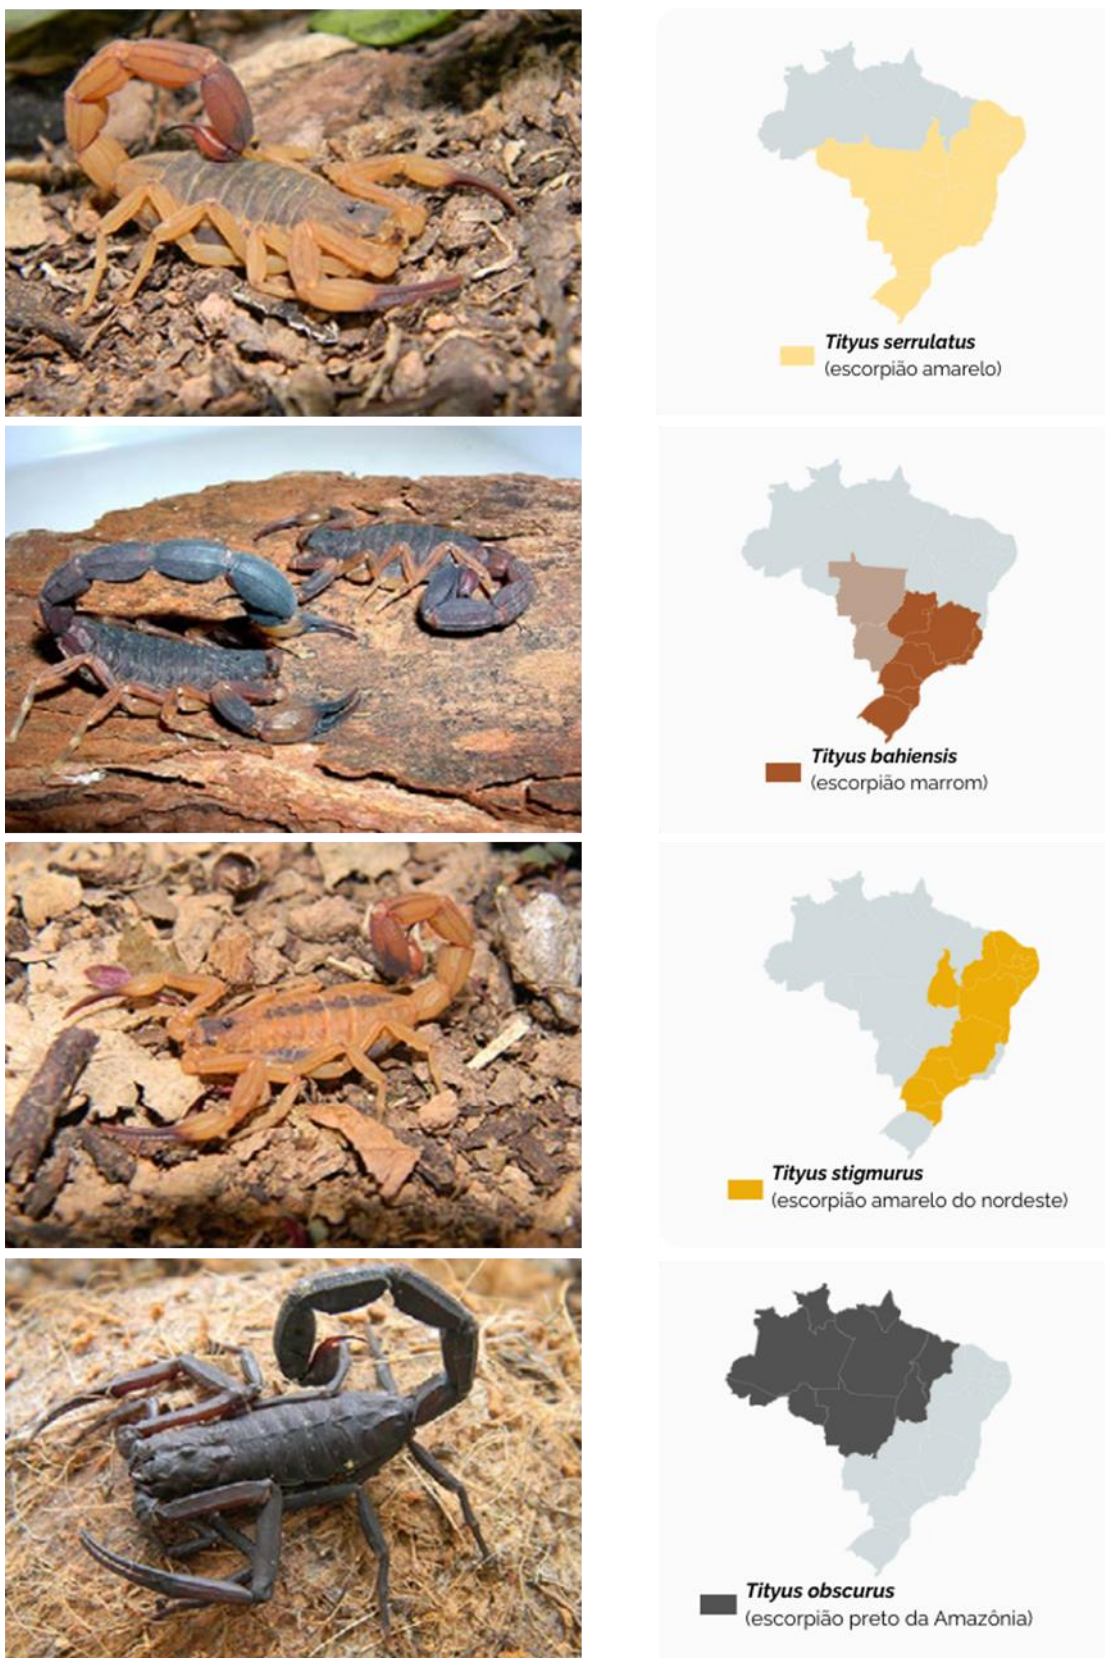 Tityus serrulatus
(escorpião amarelo)
Tityus bahiensis
(escorpião marrom)
Tityus stigmurus
(escorpião amarelo do nordeste)
Tityus obscurus
(escorpião preto da Amazônia)